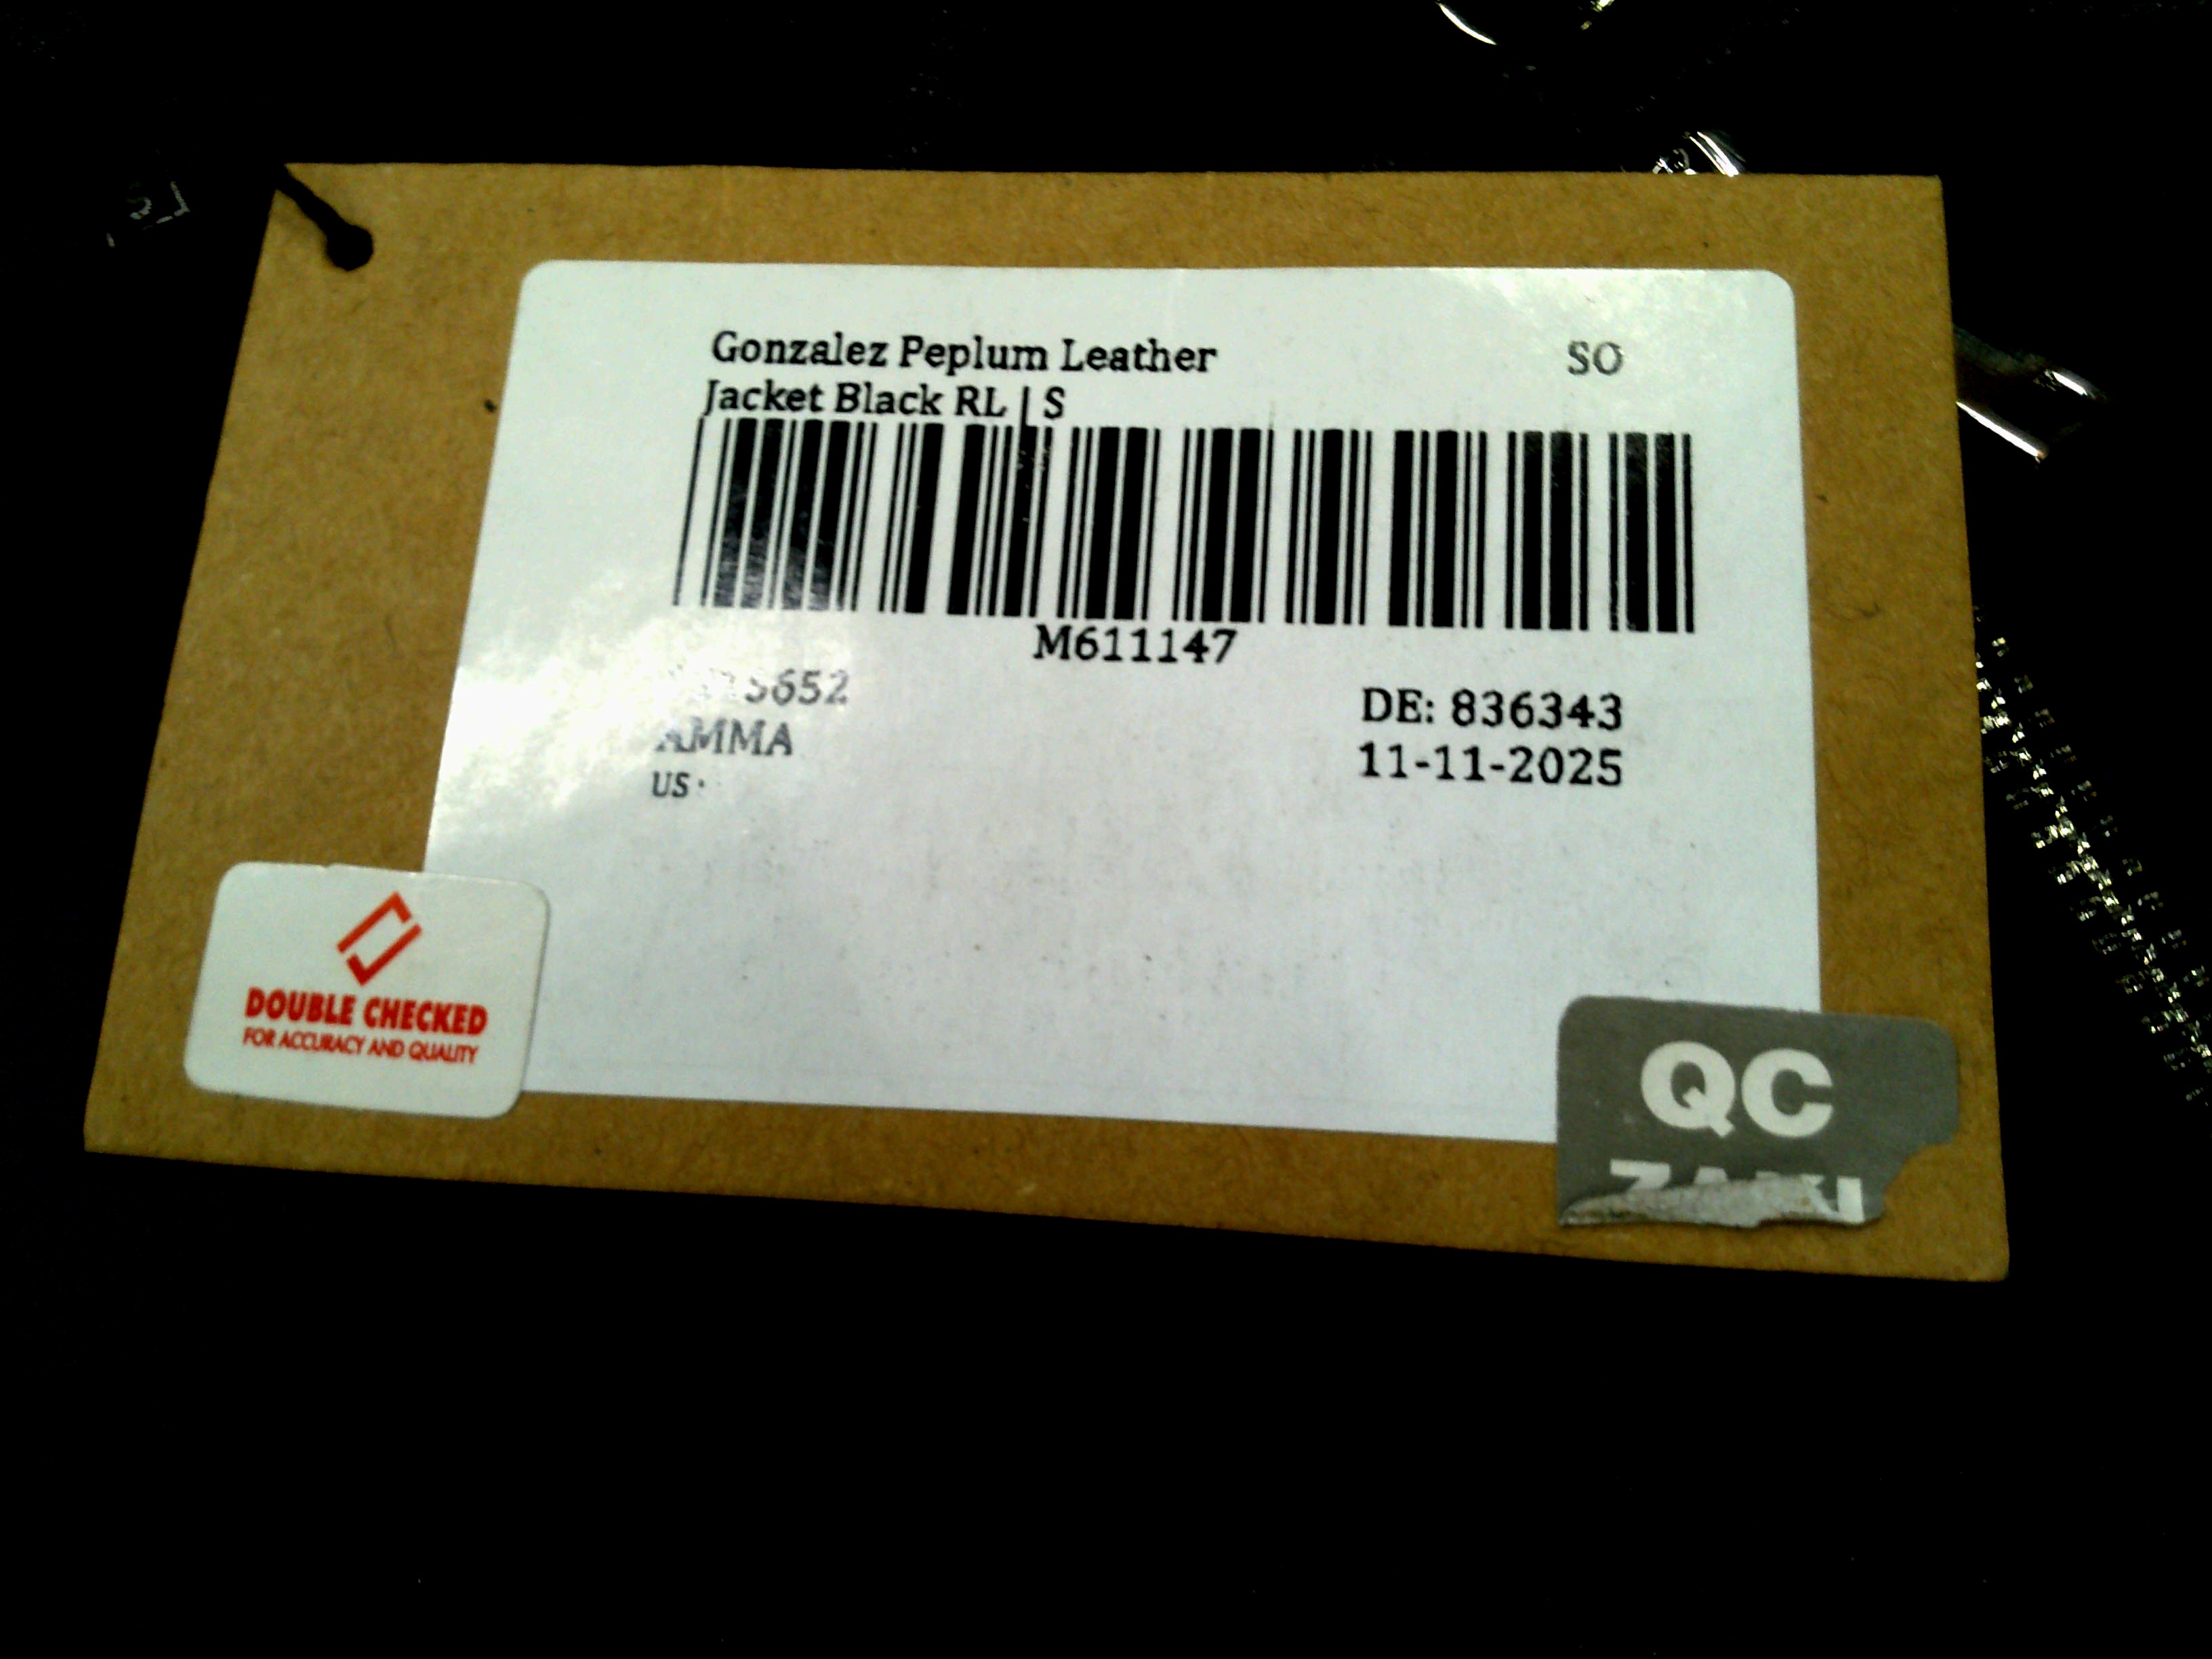 Gonzalez Peplum Leather
Jacket Black RL | S
SO
M611147
AMMA
US
DE: 836343
11-11-2025
DOUBLE CHECKED
FOR ACCURACY AND QUALITY
QC